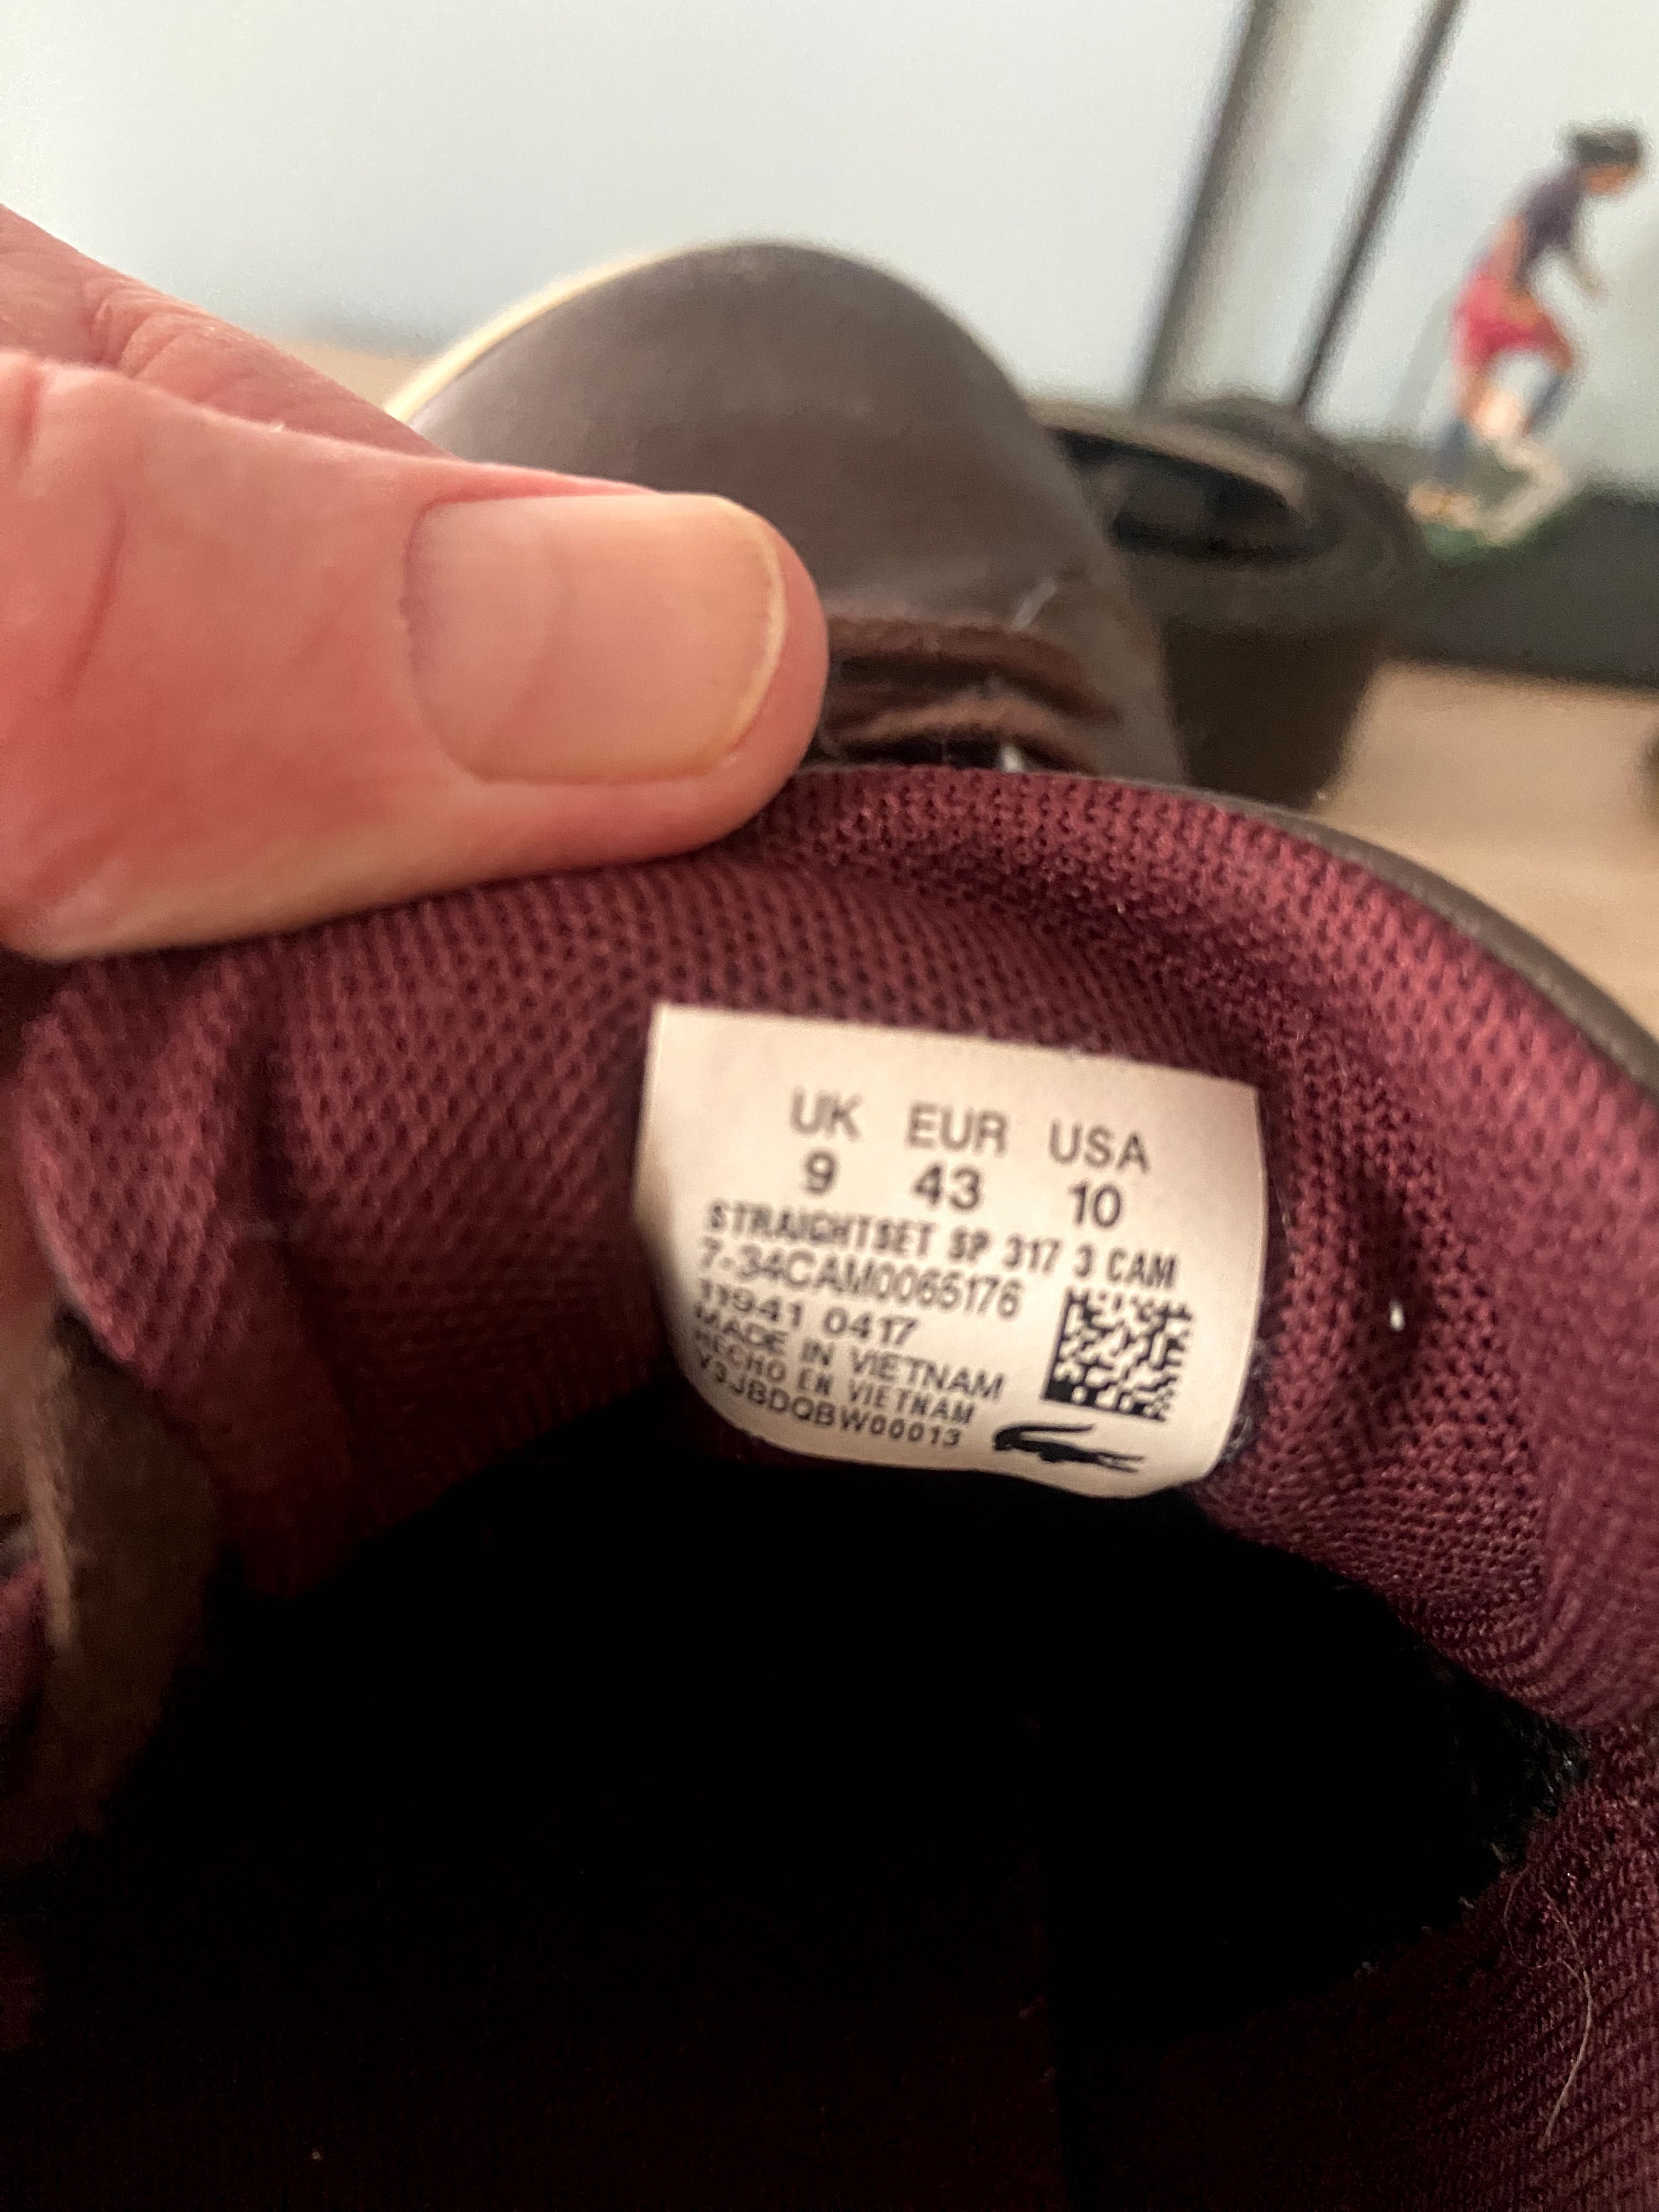 UK EUR USA
9 43 10
STRAIGHTSET SP 317 3 CAM
7-34CAM0065176
11941 0417
MADE IN VIETNAM
HECHO EN VIETNAM
V3JBDQBW00013